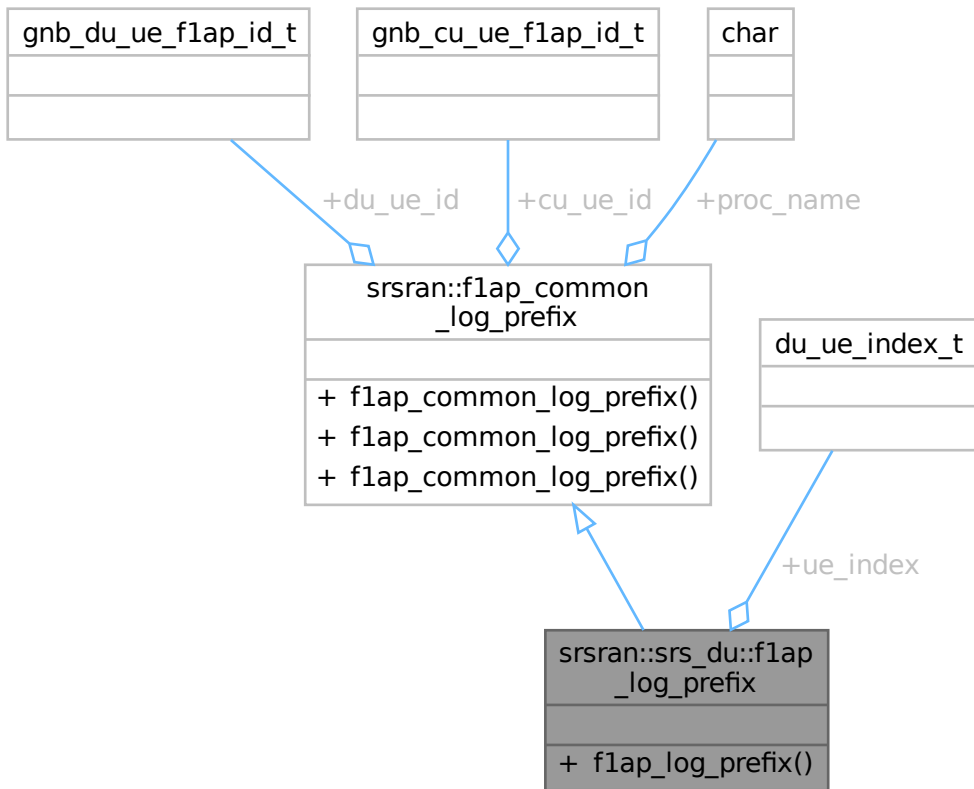 gnb_du_ue_f1ap_id_t
gnb_cu_ue_f1ap_id_t
char
+du_ue_id
+cu_ue_id
+proc_name
srsran::f1ap_common
_log_prefix
+ f1ap_common_log_prefix()
+ f1ap_common_log_prefix()
+ f1ap_common_log_prefix()
du_ue_index_t
+ue_index
srsran::srs_du::f1ap
_log_prefix
+ f1ap_log_prefix()